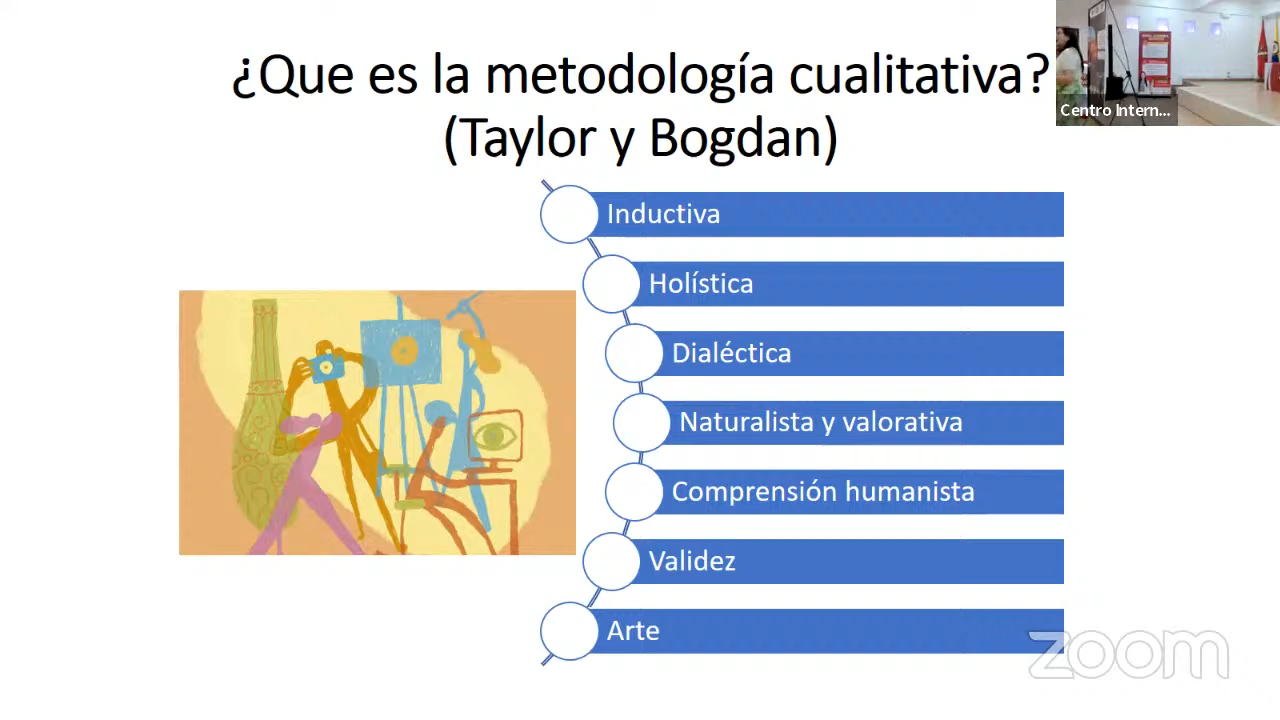 ¿Que es la metodología cualitativa?
(Taylor y Bogdan)
Centro Intern...
Inductiva
Holística
Dialéctica
Naturalista y valorativa
Comprensión humanista
Validez
Arte
zoom